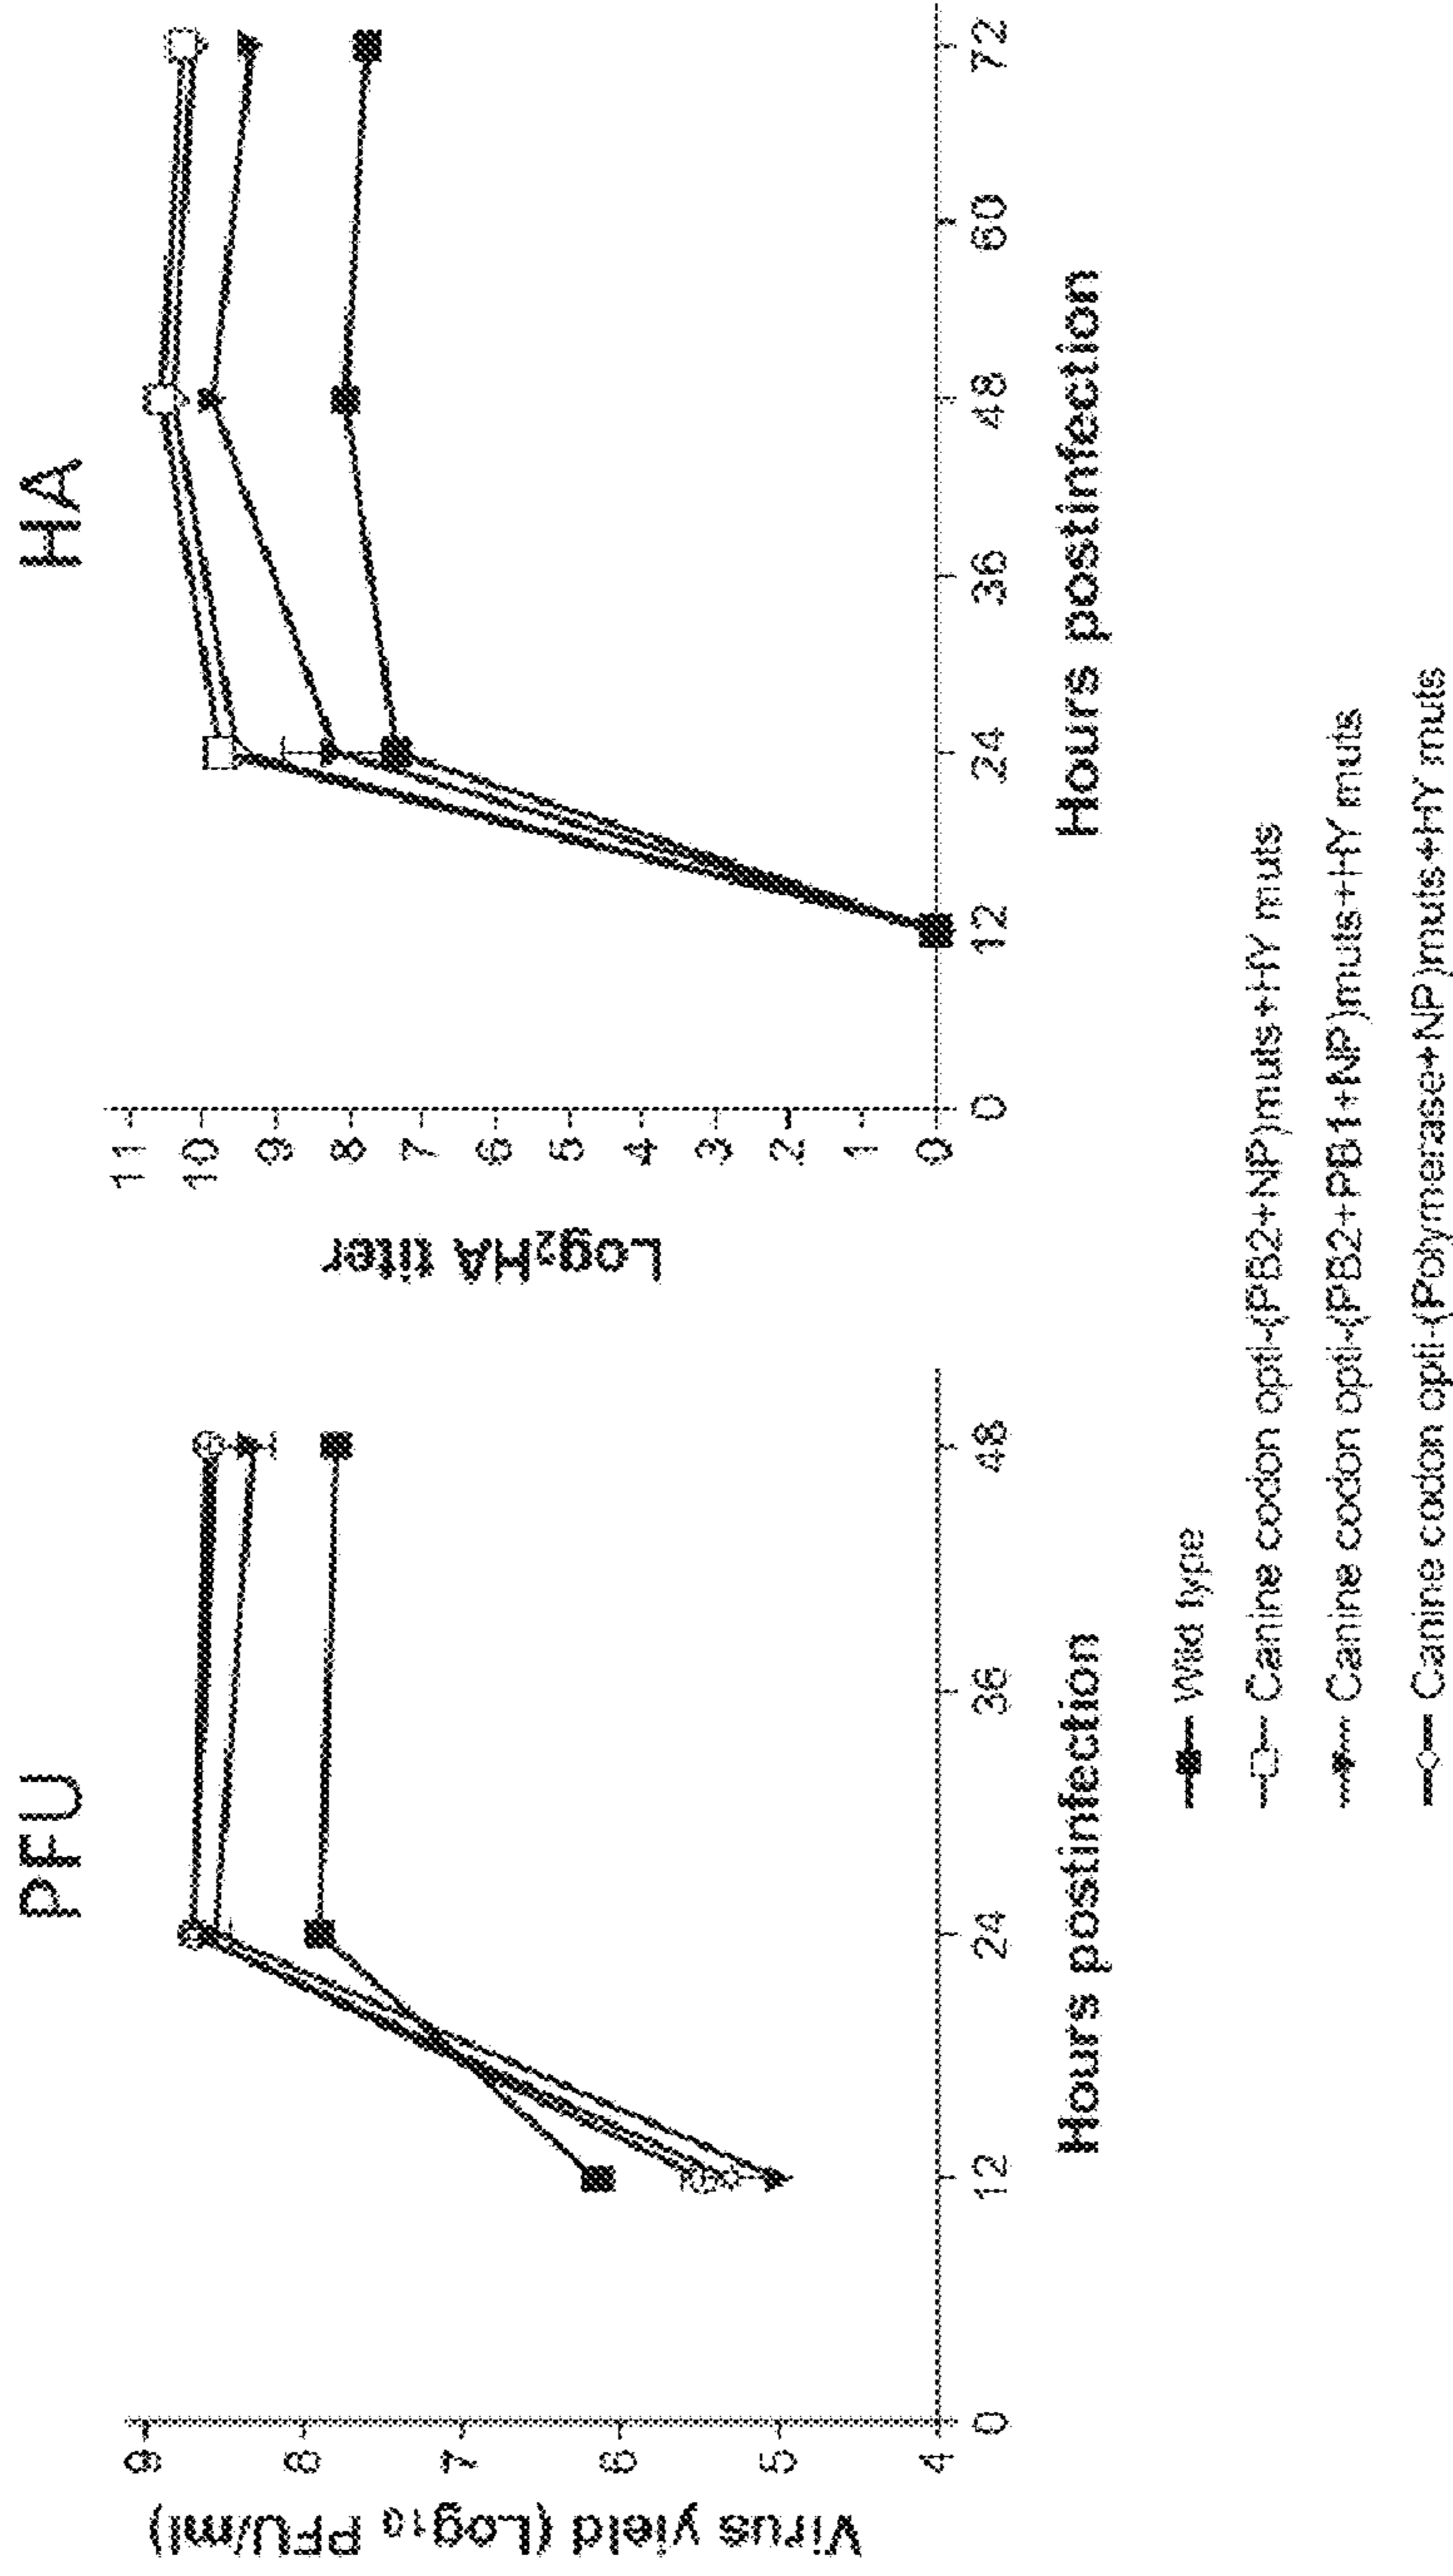 PFU
Virus yield (Log₁₀ PFU/ml)
9
8
7
6
5
4
0 12 24 36 48
Hours postinfection
HA
Log₂HA titer
11
10
9
8
7
6
5
4
3
2
1
0
0 12 24 36 48 60 72
Hours postinfection
Wild type
Canine codon opti-(PB2+NP)muts+HY muts
Canine codon opti-(PB2+PB1+NP)muts+HY muts
Canine codon opti-(Polymerase+NP)muts+HY muts